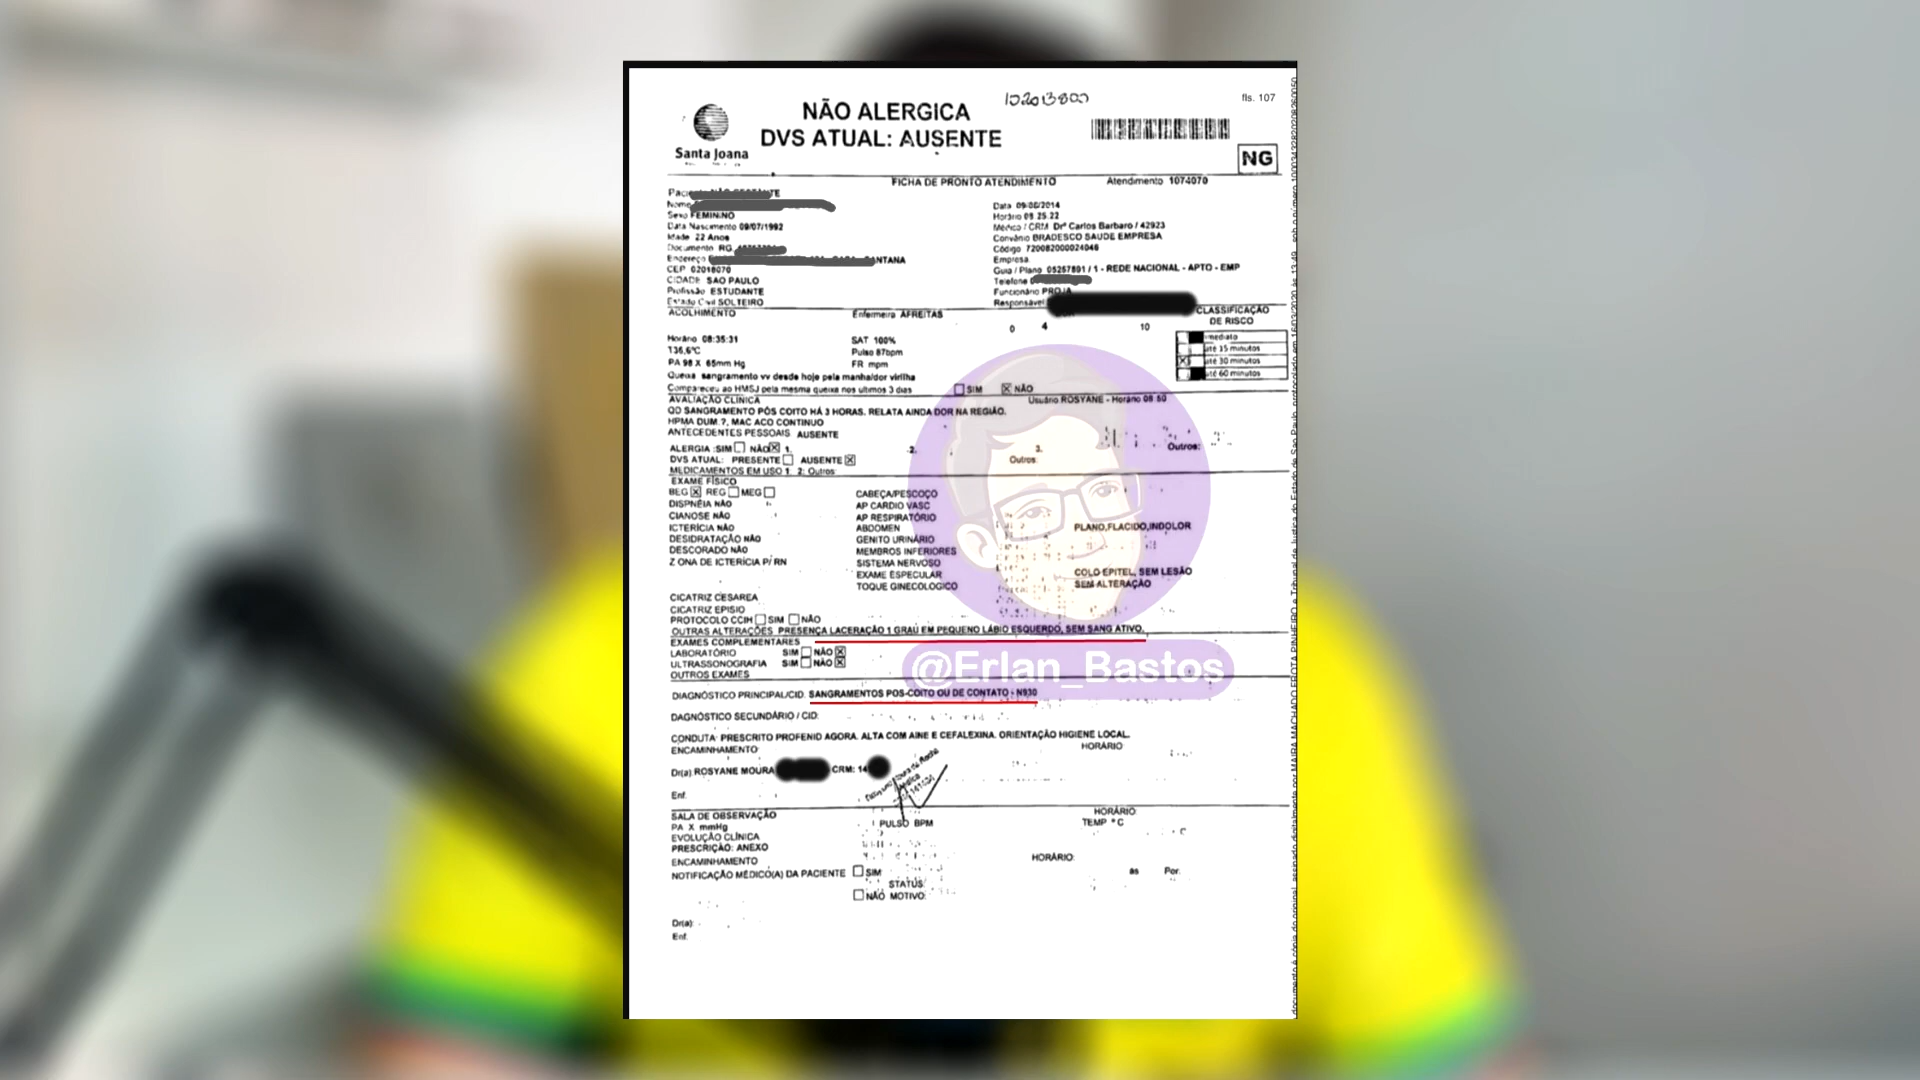 NÃO ALERGICA
DVS ATUAL: AUSENTE
fls. 107
Santa Joana
NG
FICHA DE PRONTO ATENDIMENTO Atendimento 1074070
Nome
Sexo FEMININO
Data Nascimento 09/07/1992
Idade 22 Anos
Documento RG
Endereço SANTANA
CEP 02018070
CIDADE SAO PAULO
Profissão ESTUDANTE
Estado Civil SOLTEIRO
Data 09/08/2014
Horário 08 25.22
Médico / CRM Drª Carlos Barbaro / 42923
Convênio BRADESCO SAUDE EMPRESA
Código 720082000024046
Empresa
Guia / Plano 05257891 / 1 - REDE NACIONAL - APTO - EMP
Telefone
Funcionário PROJA
Responsável
ACOLHIMENTO Enfermeira AFREITAS
0 4 10
CLASSIFICAÇÃO
DE RISCO
imediato
até 15 minutos
até 30 minutos
até 60 minutos
Horário 08:35:31 SAT 100%
T36,6ºC Pulso 87bpm
PA 98 X 65mm Hg FR mpm
Queixa sangramento vv desde hoje pela manha/dor virilha
Compareceu ao HMSJ pela mesma queixa nos ultimos 3 dias SIM NÃO
AVALIAÇÃO CLÍNICA Usuário ROSYANE - Horário 08 50
QD SANGRAMENTO PÓS COITO HÁ 3 HORAS. RELATA AINDA DOR NA REGIÃO.
HPMA DUM ?, MAC ACO CONTINUO
ANTECEDENTES PESSOAIS AUSENTE
ALERGIA :SIM NÃO 1. 2. 3. Outros:
DVS ATUAL: PRESENTE AUSENTE Outros:
MEDICAMENTOS EM USO 1. 2: Outros:
EXAME FÍSICO
BEG REG MEG CABEÇA/PESCOÇO
DISPNÉIA NÃO AP CARDIO VASC
CIANOSE NÃO AP RESPIRATÓRIO
ICTERÍCIA NÃO ABDOMEN PLANO,FLACIDO,INDOLOR
DESIDRATAÇÃO NÃO GENITO URINÁRIO
DESCORADO NÃO MEMBROS INFERIORES
Z ONA DE ICTERÍCIA P/ RN SISTEMA NERVOSO
EXAME ESPECULAR COLO EPITEL, SEM LESÃO
TOQUE GINECOLOGICO SEM ALTERAÇÃO
CICATRIZ CESAREA
CICATRIZ EPISIO
PROTOCOLO CCIH SIM NÃO
OUTRAS ALTERAÇÕES PRESENÇA LACERAÇÃO 1 GRAU EM PEQUENO LÁBIO ESQUERDO, SEM SANG ATIVO.
EXAMES COMPLEMENTARES
LABORATÓRIO SIM NÃO
ULTRASSONOGRAFIA SIM NÃO
OUTROS EXAMES
@Erlan_Bastos
DIAGNÓSTICO PRINCIPAL/CID. SANGRAMENTOS POS-COITO OU DE CONTATO - N930
DAGNÓSTICO SECUNDÁRIO / CID:
CONDUTA: PRESCRITO PROFENID AGORA. ALTA COM AINE E CEFALEXINA. ORIENTAÇÃO HIGIENE LOCAL.
ENCAMINHAMENTO HORÁRIO
Dr(a) ROSYANE MOURA CRM: 14
Enf.
SALA DE OBSERVAÇÃO HORÁRIO:
PA X mmHg PULSO BPM TEMP ° C
EVOLUÇÃO CLÍNICA
PRESCRIÇÃO: ANEXO
ENCAMINHAMENTO HORÁRIO:
NOTIFICAÇÃO MÉDICO(A) DA PACIENTE SIM as Por.
STATUS
NÃO MOTIVO:
Dr(a)
Enf.